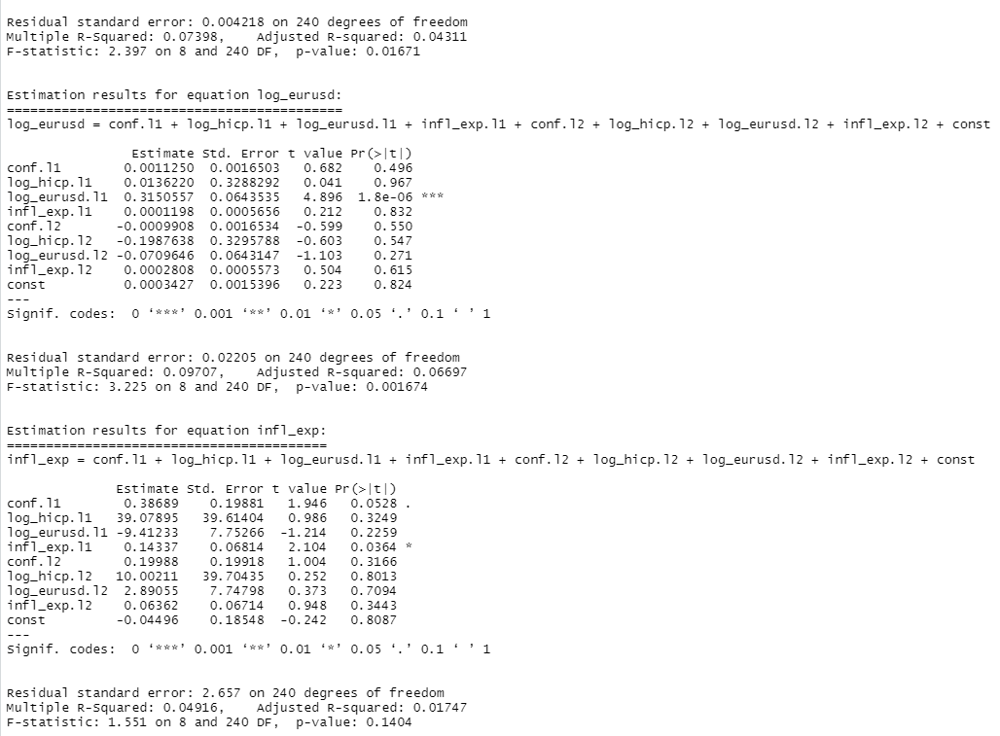 Residual standard error: 0.004218 on 240 degrees of freedom
Multiple R-Squared: 0.07398,    Adjusted R-squared: 0.04311
F-statistic: 2.397 on 8 and 240 DF,  p-value: 0.01671
Estimation results for equation log_eurusd:
===========================================
log_eurusd = conf.l1 + log_hicp.l1 + log_eurusd.l1 + infl_exp.l1 + conf.l2 + log_hicp.l2 + log_eurusd.l2 + infl_exp.l2 + const
                Estimate Std. Error t value Pr(>|t|)
conf.l1        0.0011250  0.0016503   0.682    0.496
log_hicp.l1    0.0136220  0.3288292   0.041    0.967
log_eurusd.l1  0.3150557  0.0643535   4.896  1.8e-06 ***
infl_exp.l1    0.0001198  0.0005656   0.212    0.832
conf.l2       -0.0009908  0.0016534  -0.599    0.550
log_hicp.l2   -0.1987638  0.3295788  -0.603    0.547
log_eurusd.l2 -0.0709646  0.0643147  -1.103    0.271
infl_exp.l2    0.0002808  0.0005573   0.504    0.615
const          0.0003427  0.0015396   0.223    0.824
---
Signif. codes:  0 ‘***’ 0.001 ‘**’ 0.01 ‘*’ 0.05 ‘.’ 0.1 ‘ ’ 1
Residual standard error: 0.02205 on 240 degrees of freedom
Multiple R-Squared: 0.09707,    Adjusted R-squared: 0.06697
F-statistic: 3.225 on 8 and 240 DF,  p-value: 0.001674
Estimation results for equation infl_exp:
=========================================
infl_exp = conf.l1 + log_hicp.l1 + log_eurusd.l1 + infl_exp.l1 + conf.l2 + log_hicp.l2 + log_eurusd.l2 + infl_exp.l2 + const
              Estimate Std. Error t value Pr(>|t|)
conf.l1        0.38689    0.19881   1.946   0.0528 .
log_hicp.l1   39.07895   39.61404   0.986   0.3249
log_eurusd.l1 -9.41233    7.75266  -1.214   0.2259
infl_exp.l1    0.14337    0.06814   2.104   0.0364 *
conf.l2        0.19988    0.19918   1.004   0.3166
log_hicp.l2   10.00211   39.70435   0.252   0.8013
log_eurusd.l2  2.89055    7.74798   0.373   0.7094
infl_exp.l2    0.06362    0.06714   0.948   0.3443
const         -0.04496    0.18548  -0.242   0.8087
---
Signif. codes:  0 ‘***’ 0.001 ‘**’ 0.01 ‘*’ 0.05 ‘.’ 0.1 ‘ ’ 1
Residual standard error: 2.657 on 240 degrees of freedom
Multiple R-Squared: 0.04916,    Adjusted R-squared: 0.01747
F-statistic: 1.551 on 8 and 240 DF,  p-value: 0.1404